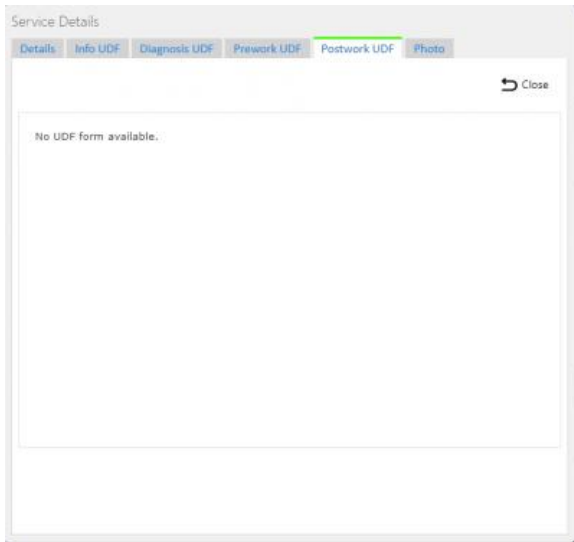 Service Details
Details Info UDF Diagnosis UDF Prework UDF Postwork UDF Photo
Close
No UDF form available.